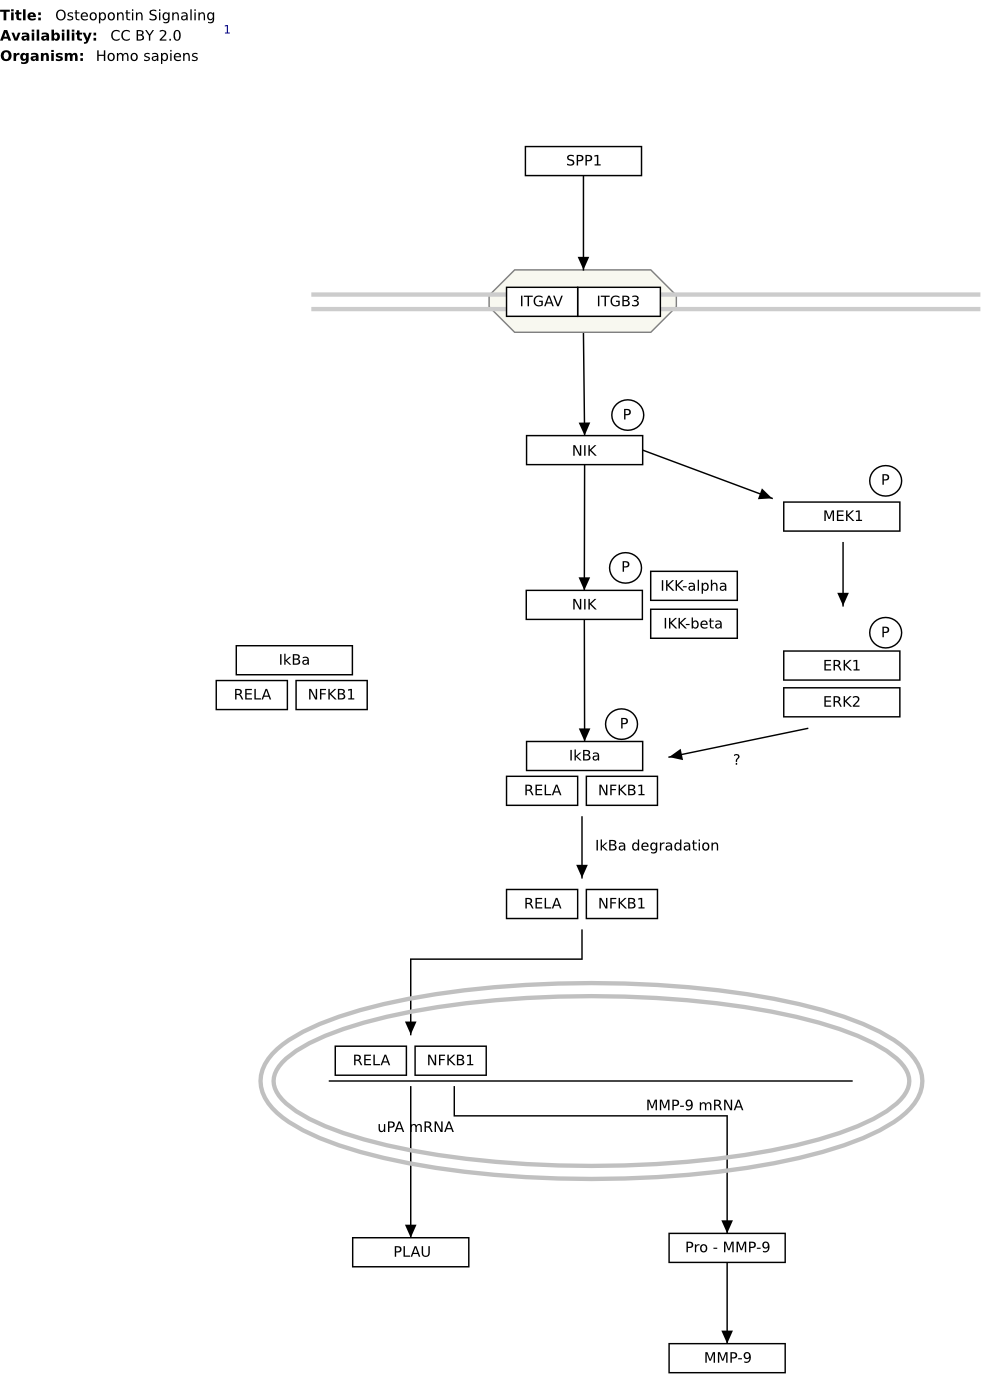 Title: Osteopontin Signaling
Availability: CC BY 2.0 1
Organism: Homo sapiens
SPP1
ITGAV ITGB3
P
NIK
P
MEK1
P
NIK
IKK-alpha
IKK-beta
P
ERK1
ERK2
IkBa
RELA NFKB1
P
IkBa
?
RELA NFKB1
IkBa degradation
RELA NFKB1
RELA NFKB1
MMP-9 mRNA
uPA mRNA
PLAU
Pro - MMP-9
MMP-9